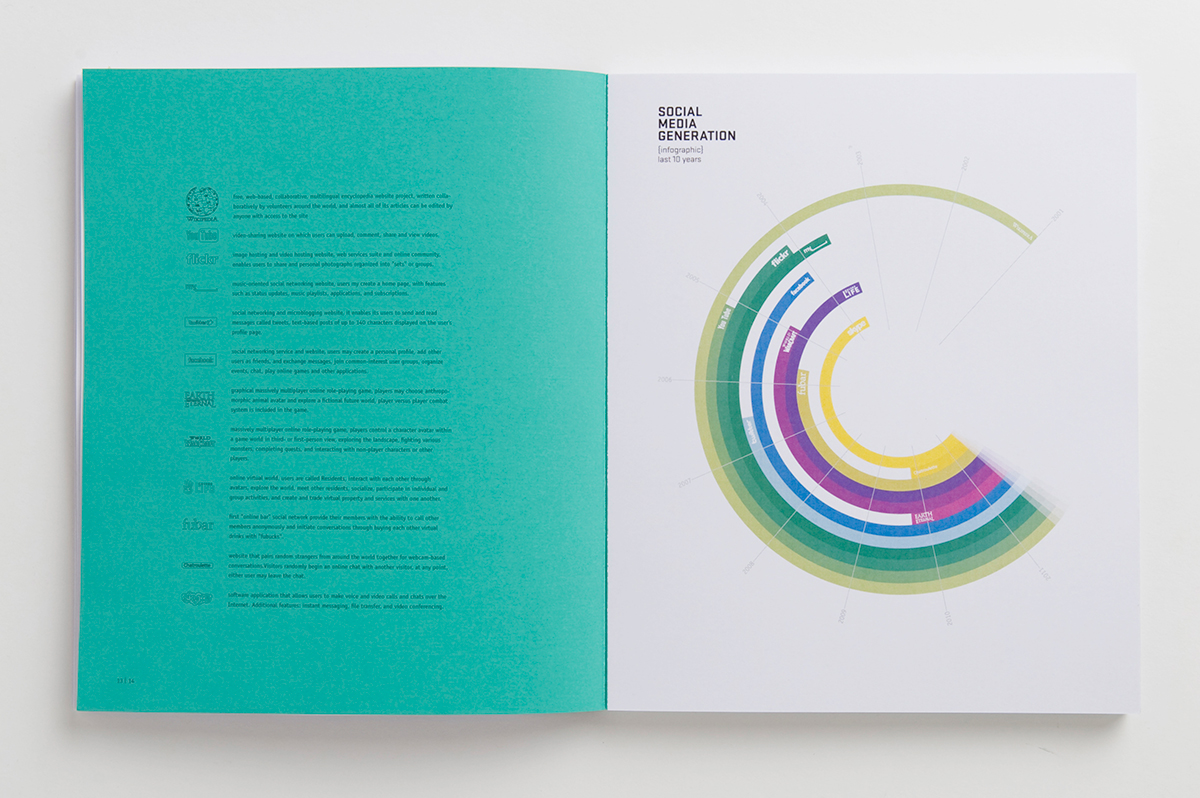 WIKIPEDIA
free, web-based, collaborative, multilingual encyclopedia website project, written colla-
boratively by volunteers around the world, and almost all of its articles can be edited by
anyone with access to the site
You Tube
video-sharing website on which users can upload, comment, share and view videos.
flickr
image hosting and video hosting website, web services suite and online community,
enables users to share and personal photographs organized into "sets" or groups.
my
music-oriented social networking website, users my create a home page, with features
such as status updates, music playlists, applications, and subscriptions.
twitter
social networking and microblogging website, it enables its users to send and read
messages called tweets, text-based posts of up to 140 characters displayed on the user's
profile page.
facebook
social networking service and website, users may create a personal profile, add other
users as friends, and exchange messages, join common-interest user groups, organize
events, chat, play online games and other applications.
EARTH
ETERNAL
graphical massively multiplayer online role-playing game, players may choose anthropo-
morphic animal avatar and explore a fictional future world, player versus player combat
system is included in the game.
massively multiplayer online role-playing game, players control a character avatar within
a game world in third- or first-person view, exploring the landscape, fighting various
monsters, completing quests, and interacting with non-player characters or other
players.
online virtual world, users are called Residents, interact with each other through
avatars, explore the world, meet other residents, socialize, participate in individual and
group activities, and create and trade virtual property and services with one another.
fubar
first "online bar" social network provide their members with the ability to call other
members anonymously and initiate conversations through buying each other virtual
drinks with "fubucks".
Chatroulette
website that pairs random strangers from around the world together for webcam-based
conversations. Visitors randomly begin an online chat with another visitor, at any point,
either user may leave the chat.
skype
software application that allows users to make voice and video calls and chats over the
Internet. Additional features: instant messaging, file transfer, and video conferencing.
53 / 54
SOCIAL
MEDIA
GENERATION
[infographic]
last 10 years
2001
2002
2003
2004
2005
2006
2007
2008
2009
2010
2011
my
flickr
You Tube
facebook
LIFE
fubar
skype
EARTH
ETERNAL